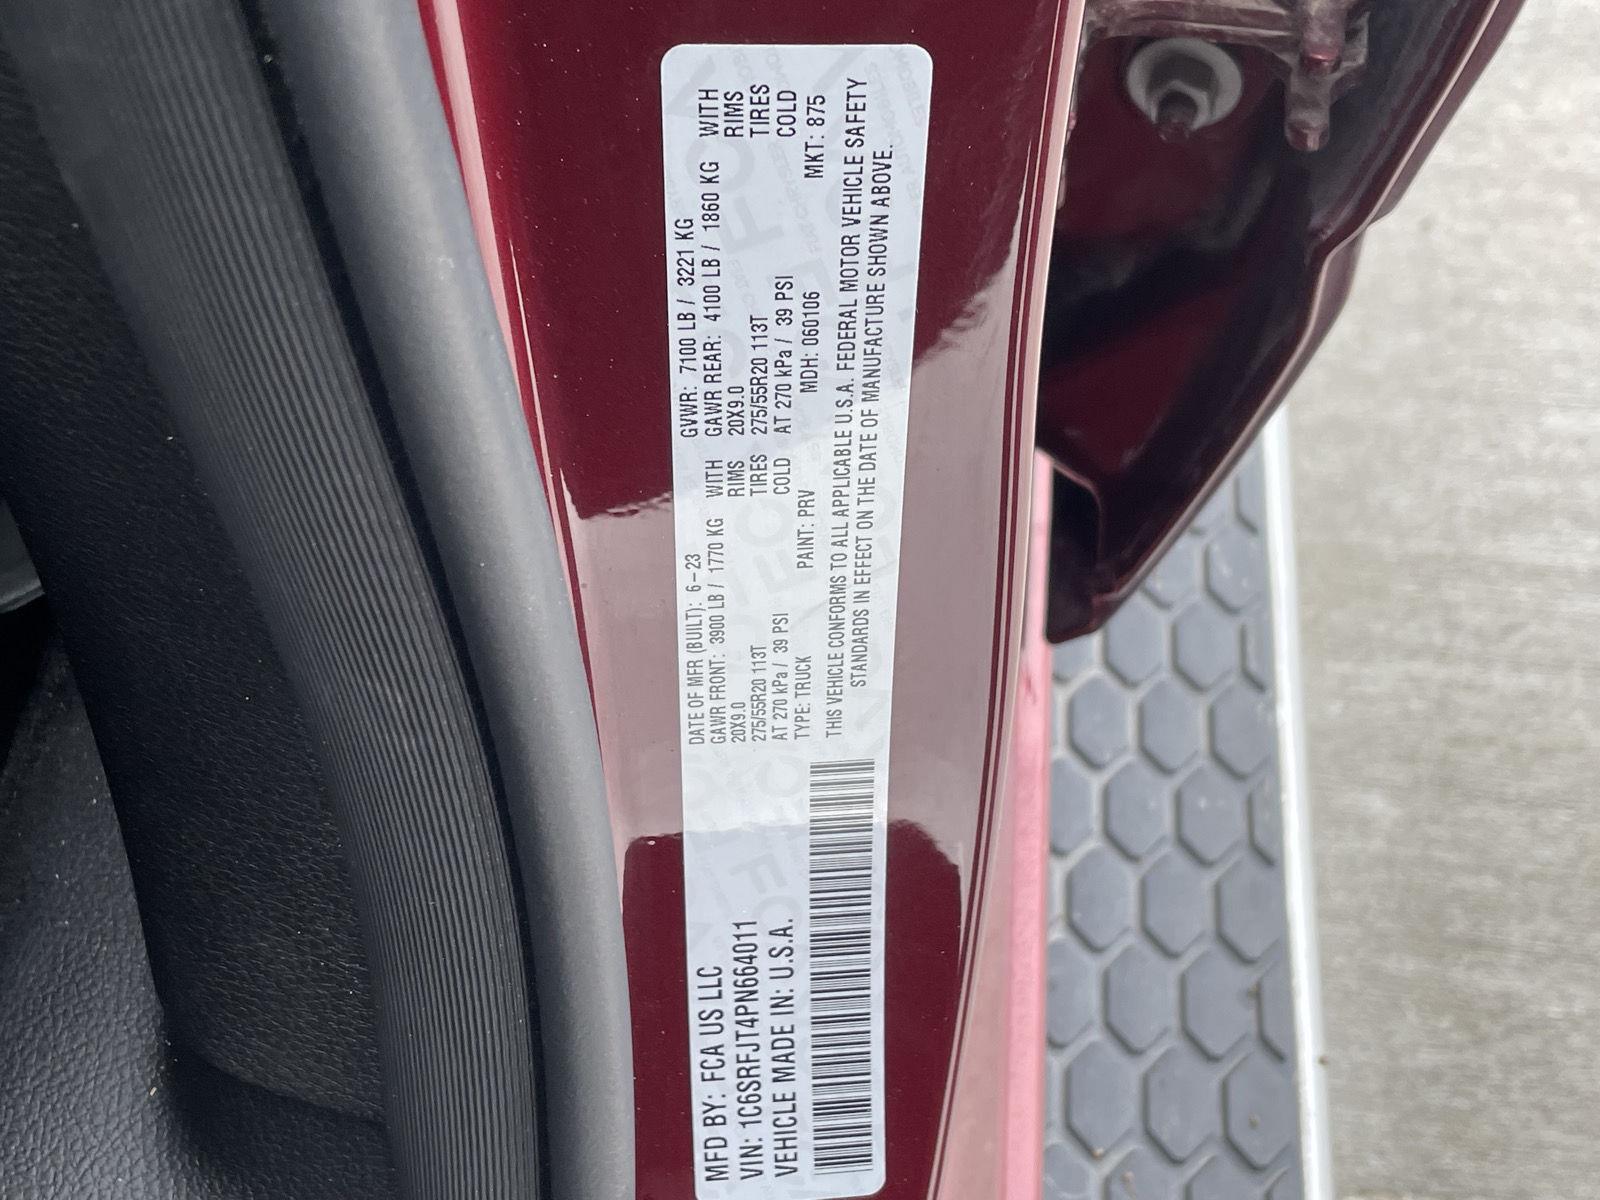 MFD BY: FCA US LLC
VIN: 1C6SRFJT4PN664011
VEHICLE MADE IN: U.S.A.
DATE OF MFR (BUILT): 6-23 GVWR: 7100 LB / 3221 KG
GAWR FRONT: 3900 LB / 1770 KG WITH GAWR REAR: 4100 LB / 1860 KG WITH
20X9.0 RIMS 20X9.0 RIMS
275/55R20 113T TIRES 275/55R20 113T TIRES
AT 270 kPa / 39 PSI COLD AT 270 kPa / 39 PSI COLD
TYPE: TRUCK PAINT: PRV MDH: 060106 MKT: 875
THIS VEHICLE CONFORMS TO ALL APPLICABLE U.S.A. FEDERAL MOTOR VEHICLE SAFETY
STANDARDS IN EFFECT ON THE DATE OF MANUFACTURE SHOWN ABOVE.